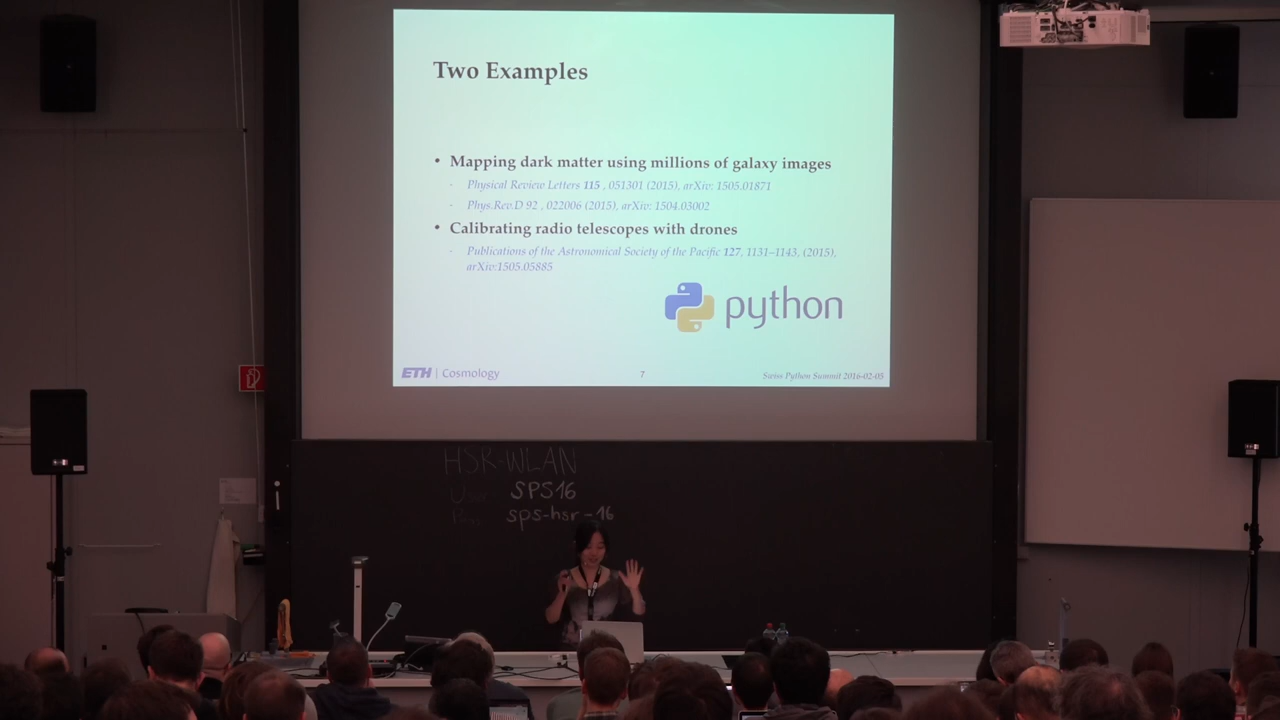 Two Examples
• Mapping dark matter using millions of galaxy images
- Physical Review Letters 115 , 051301 (2015), arXiv: 1505.01871
- Phys.Rev.D 92 , 022006 (2015), arXiv: 1504.03002
• Calibrating radio telescopes with drones
- Publications of the Astronomical Society of the Pacific 127, 1131–1143, (2015),
arXiv:1505.05885
python
ETH | Cosmology
7
Swiss Python Summit 2016-02-05
HSR-WLAN
User SPS16
sps-hsr-16